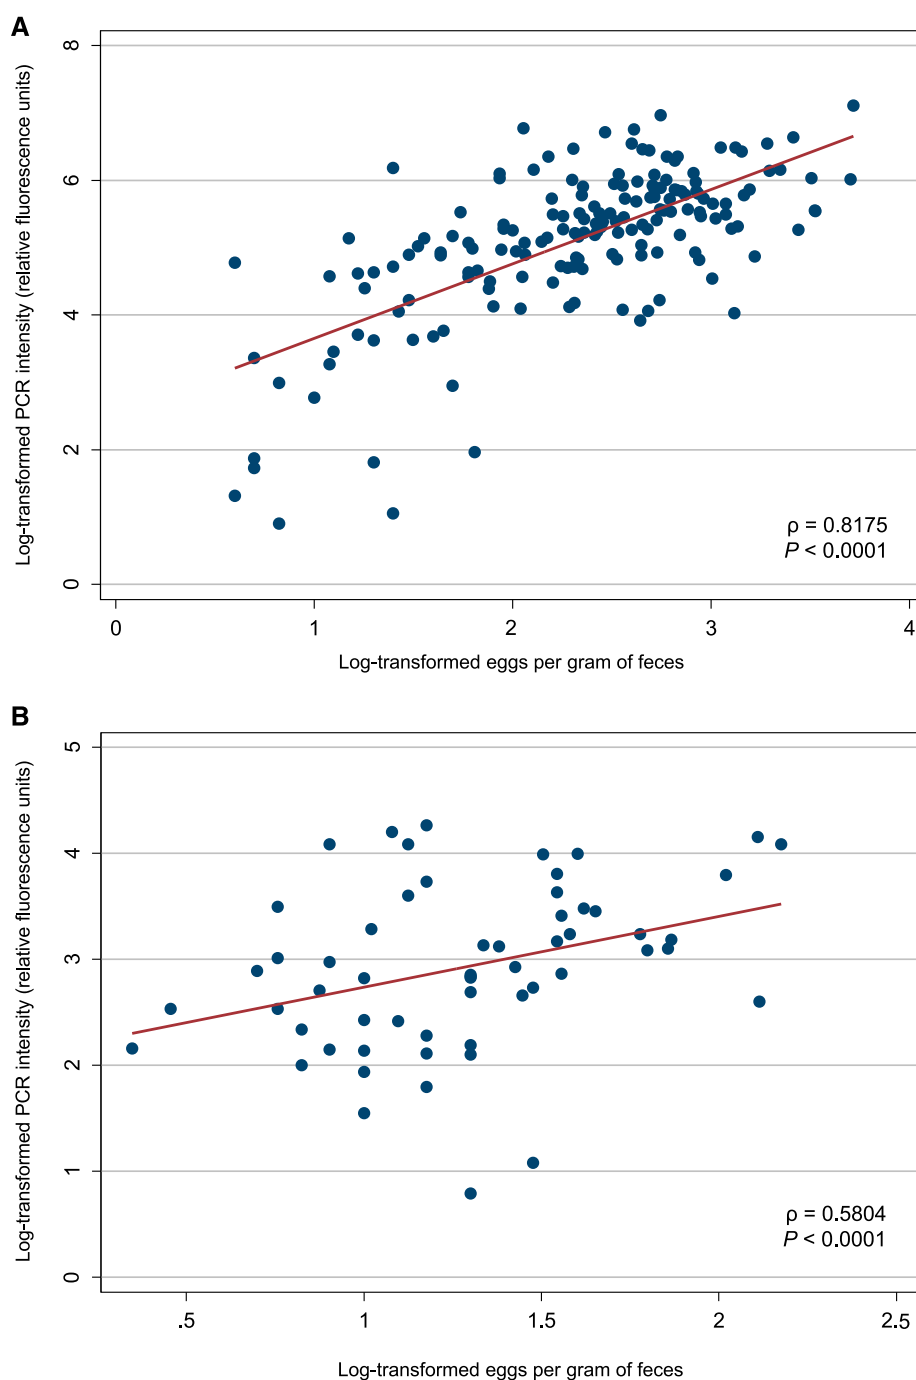 A
Log-transformed PCR intensity (relative fluorescence units)
8
6
4
2
0
ρ = 0.8175
P < 0.0001
0 1 2 3 4
Log-transformed eggs per gram of feces
B
Log-transformed PCR intensity (relative fluorescence units)
5
4
3
2
1
0
ρ = 0.5804
P < 0.0001
.5 1 1.5 2 2.5
Log-transformed eggs per gram of feces